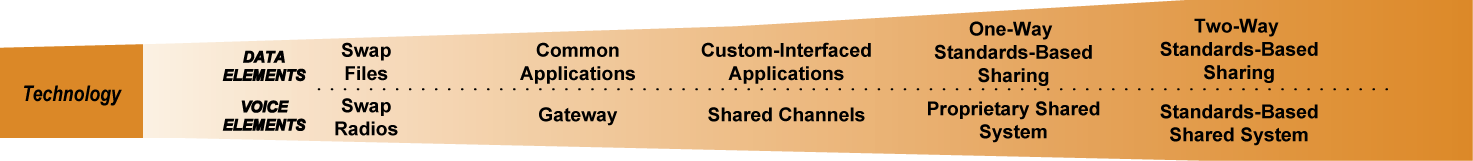 Technology
DATA
ELEMENTS
Swap
Files
Common
Applications
Custom-Interfaced
Applications
One-Way
Standards-Based
Sharing
Two-Way
Standards-Based
Sharing
VOICE
ELEMENTS
Swap
Radios
Gateway
Shared Channels
Proprietary Shared
System
Standards-Based
Shared System